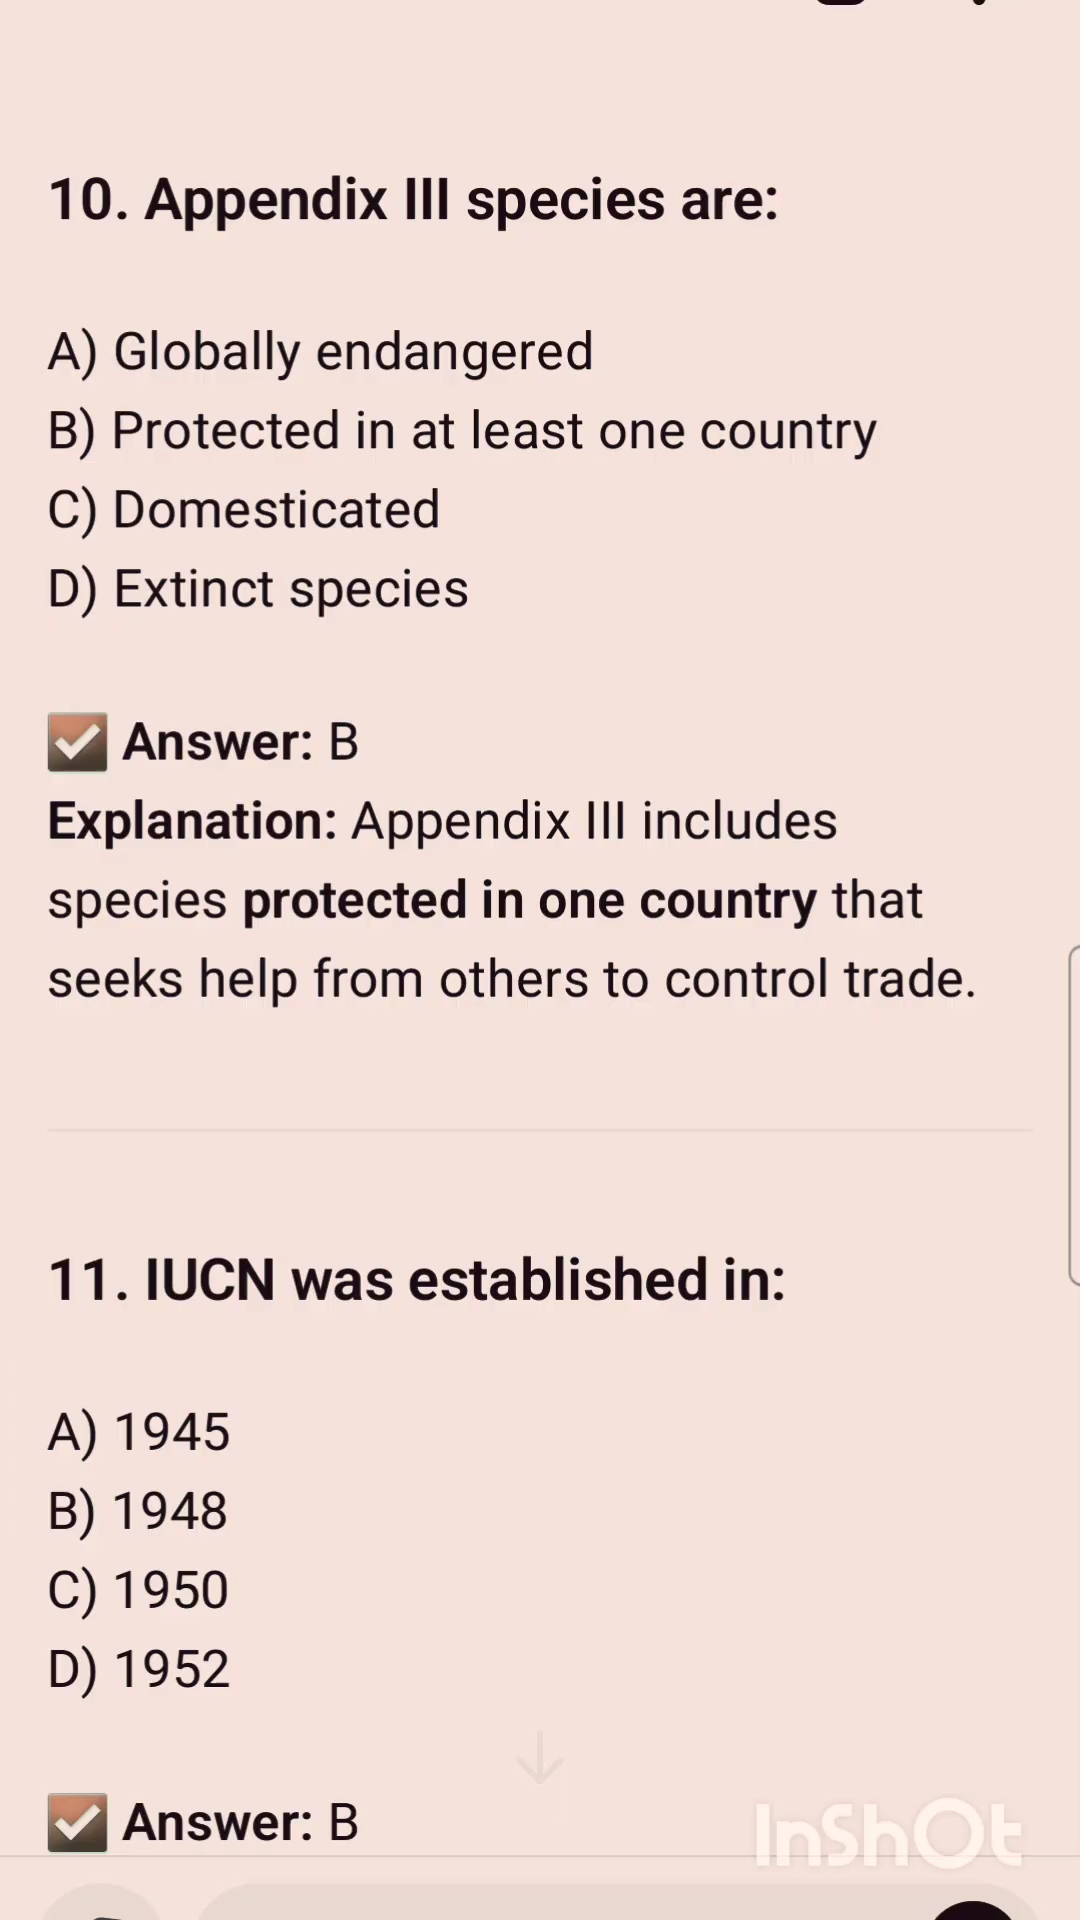 10. Appendix III species are:
A) Globally endangered
B) Protected in at least one country
C) Domesticated
D) Extinct species
Answer: B
Explanation: Appendix III includes
species protected in one country that
seeks help from others to control trade.
11. IUCN was established in:
A) 1945
B) 1948
C) 1950
D) 1952
Answer: B
InShOt